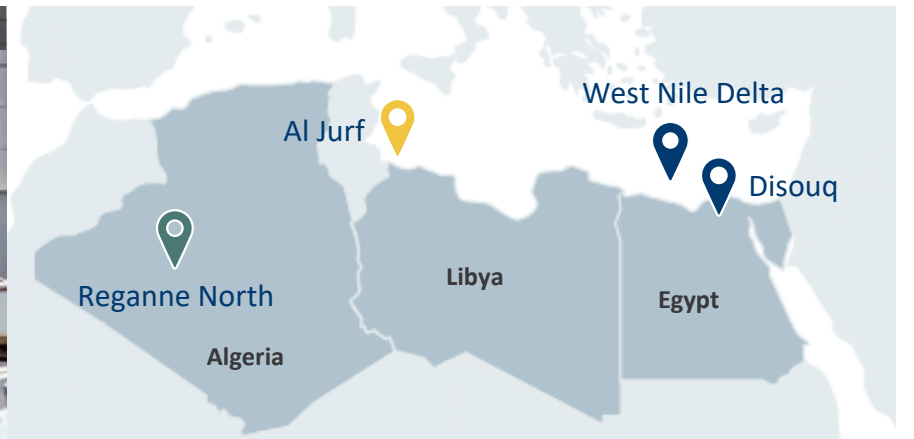 West Nile Delta
Al Jurf
Disouq
Libya
Reganne North
Egypt
Algeria